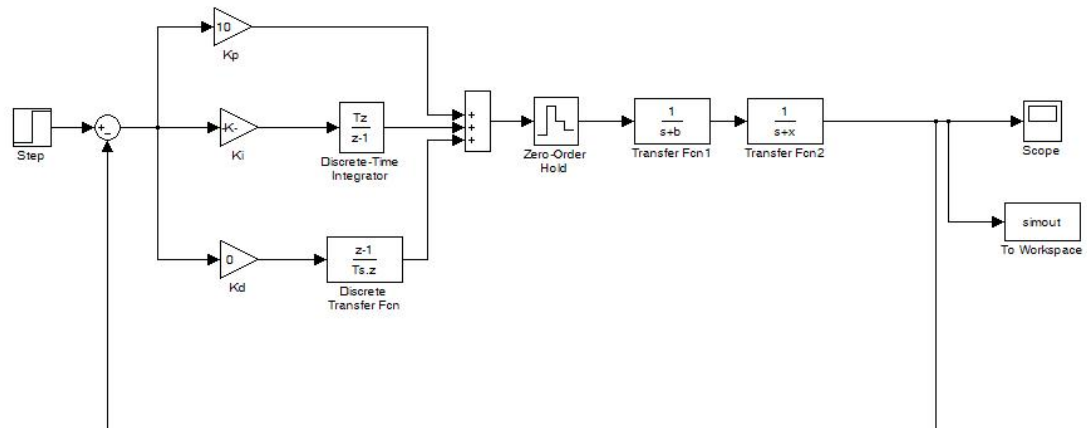 10
Kp
+
-
Step
-K-
Ki
Tz
z-1
Discrete-Time
Integrator
+
+
+
Zero-Order
Hold
1
s+b
Transfer Fcn1
1
s+x
Transfer Fcn2
Scope
simout
To Workspace
0
Kd
z-1
Ts.z
Discrete
Transfer Fcn